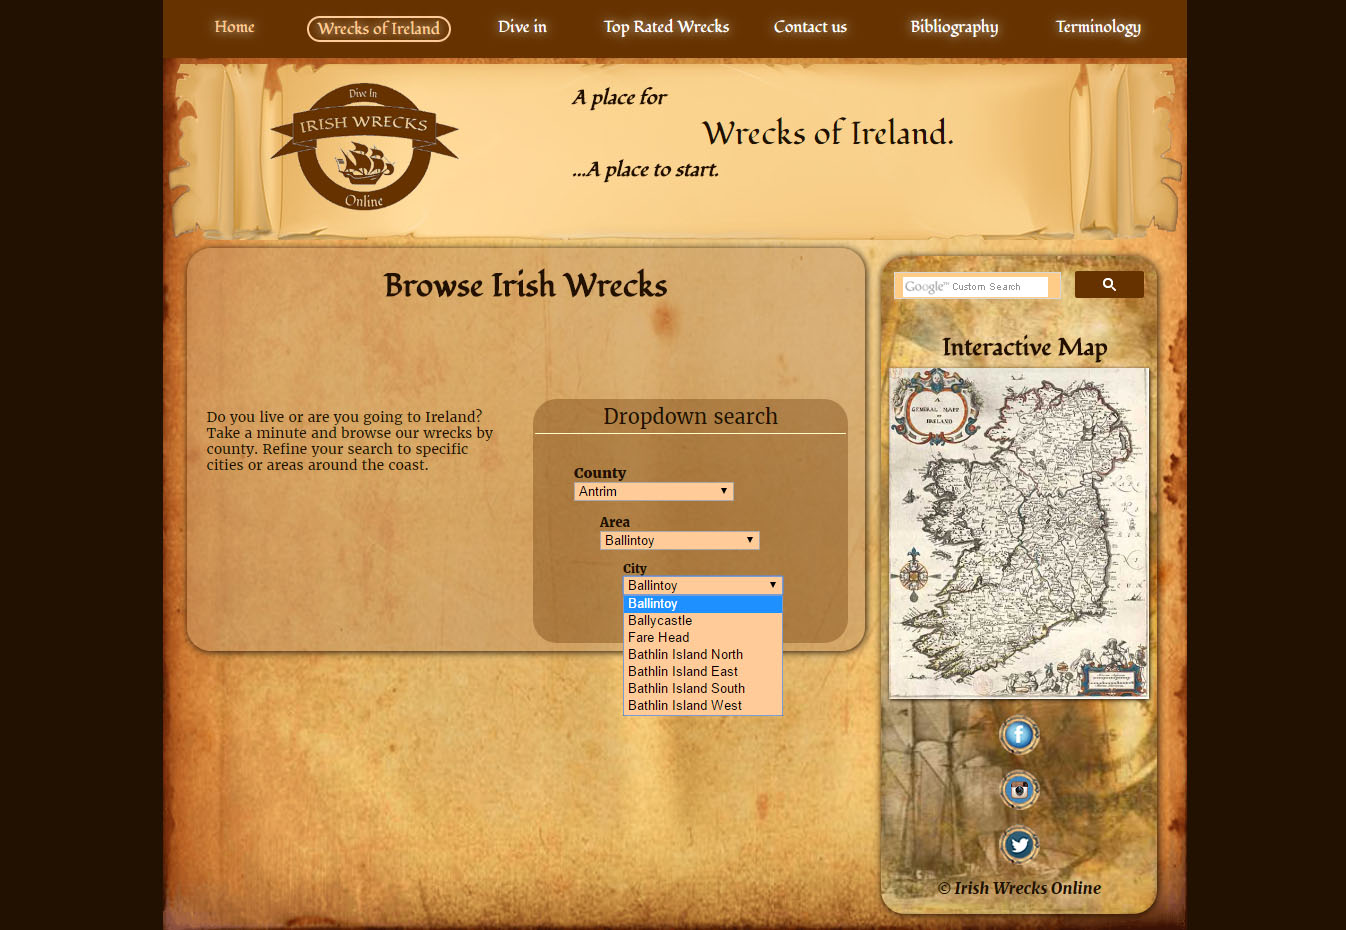 Home Wrecks of Ireland Dive in Top Rated Wrecks Contact us Bibliography Terminology
Dive In
IRISH WRECKS
Online
A place for
Wrecks of Ireland.
...A place to start.
Browse Irish Wrecks
Do you live or are you going to Ireland?
Take a minute and browse our wrecks by
county. Refine your search to specific
cities or areas around the coast.
Dropdown search
County
Antrim
Area
Ballintoy
City
Ballintoy
Ballintoy
Ballycastle
Fare Head
Bathlin Island North
Bathlin Island East
Bathlin Island South
Bathlin Island West
Google™ Custom Search
Interactive Map
A
GENERALL MAPP
OF
IRELAND
© Irish Wrecks Online